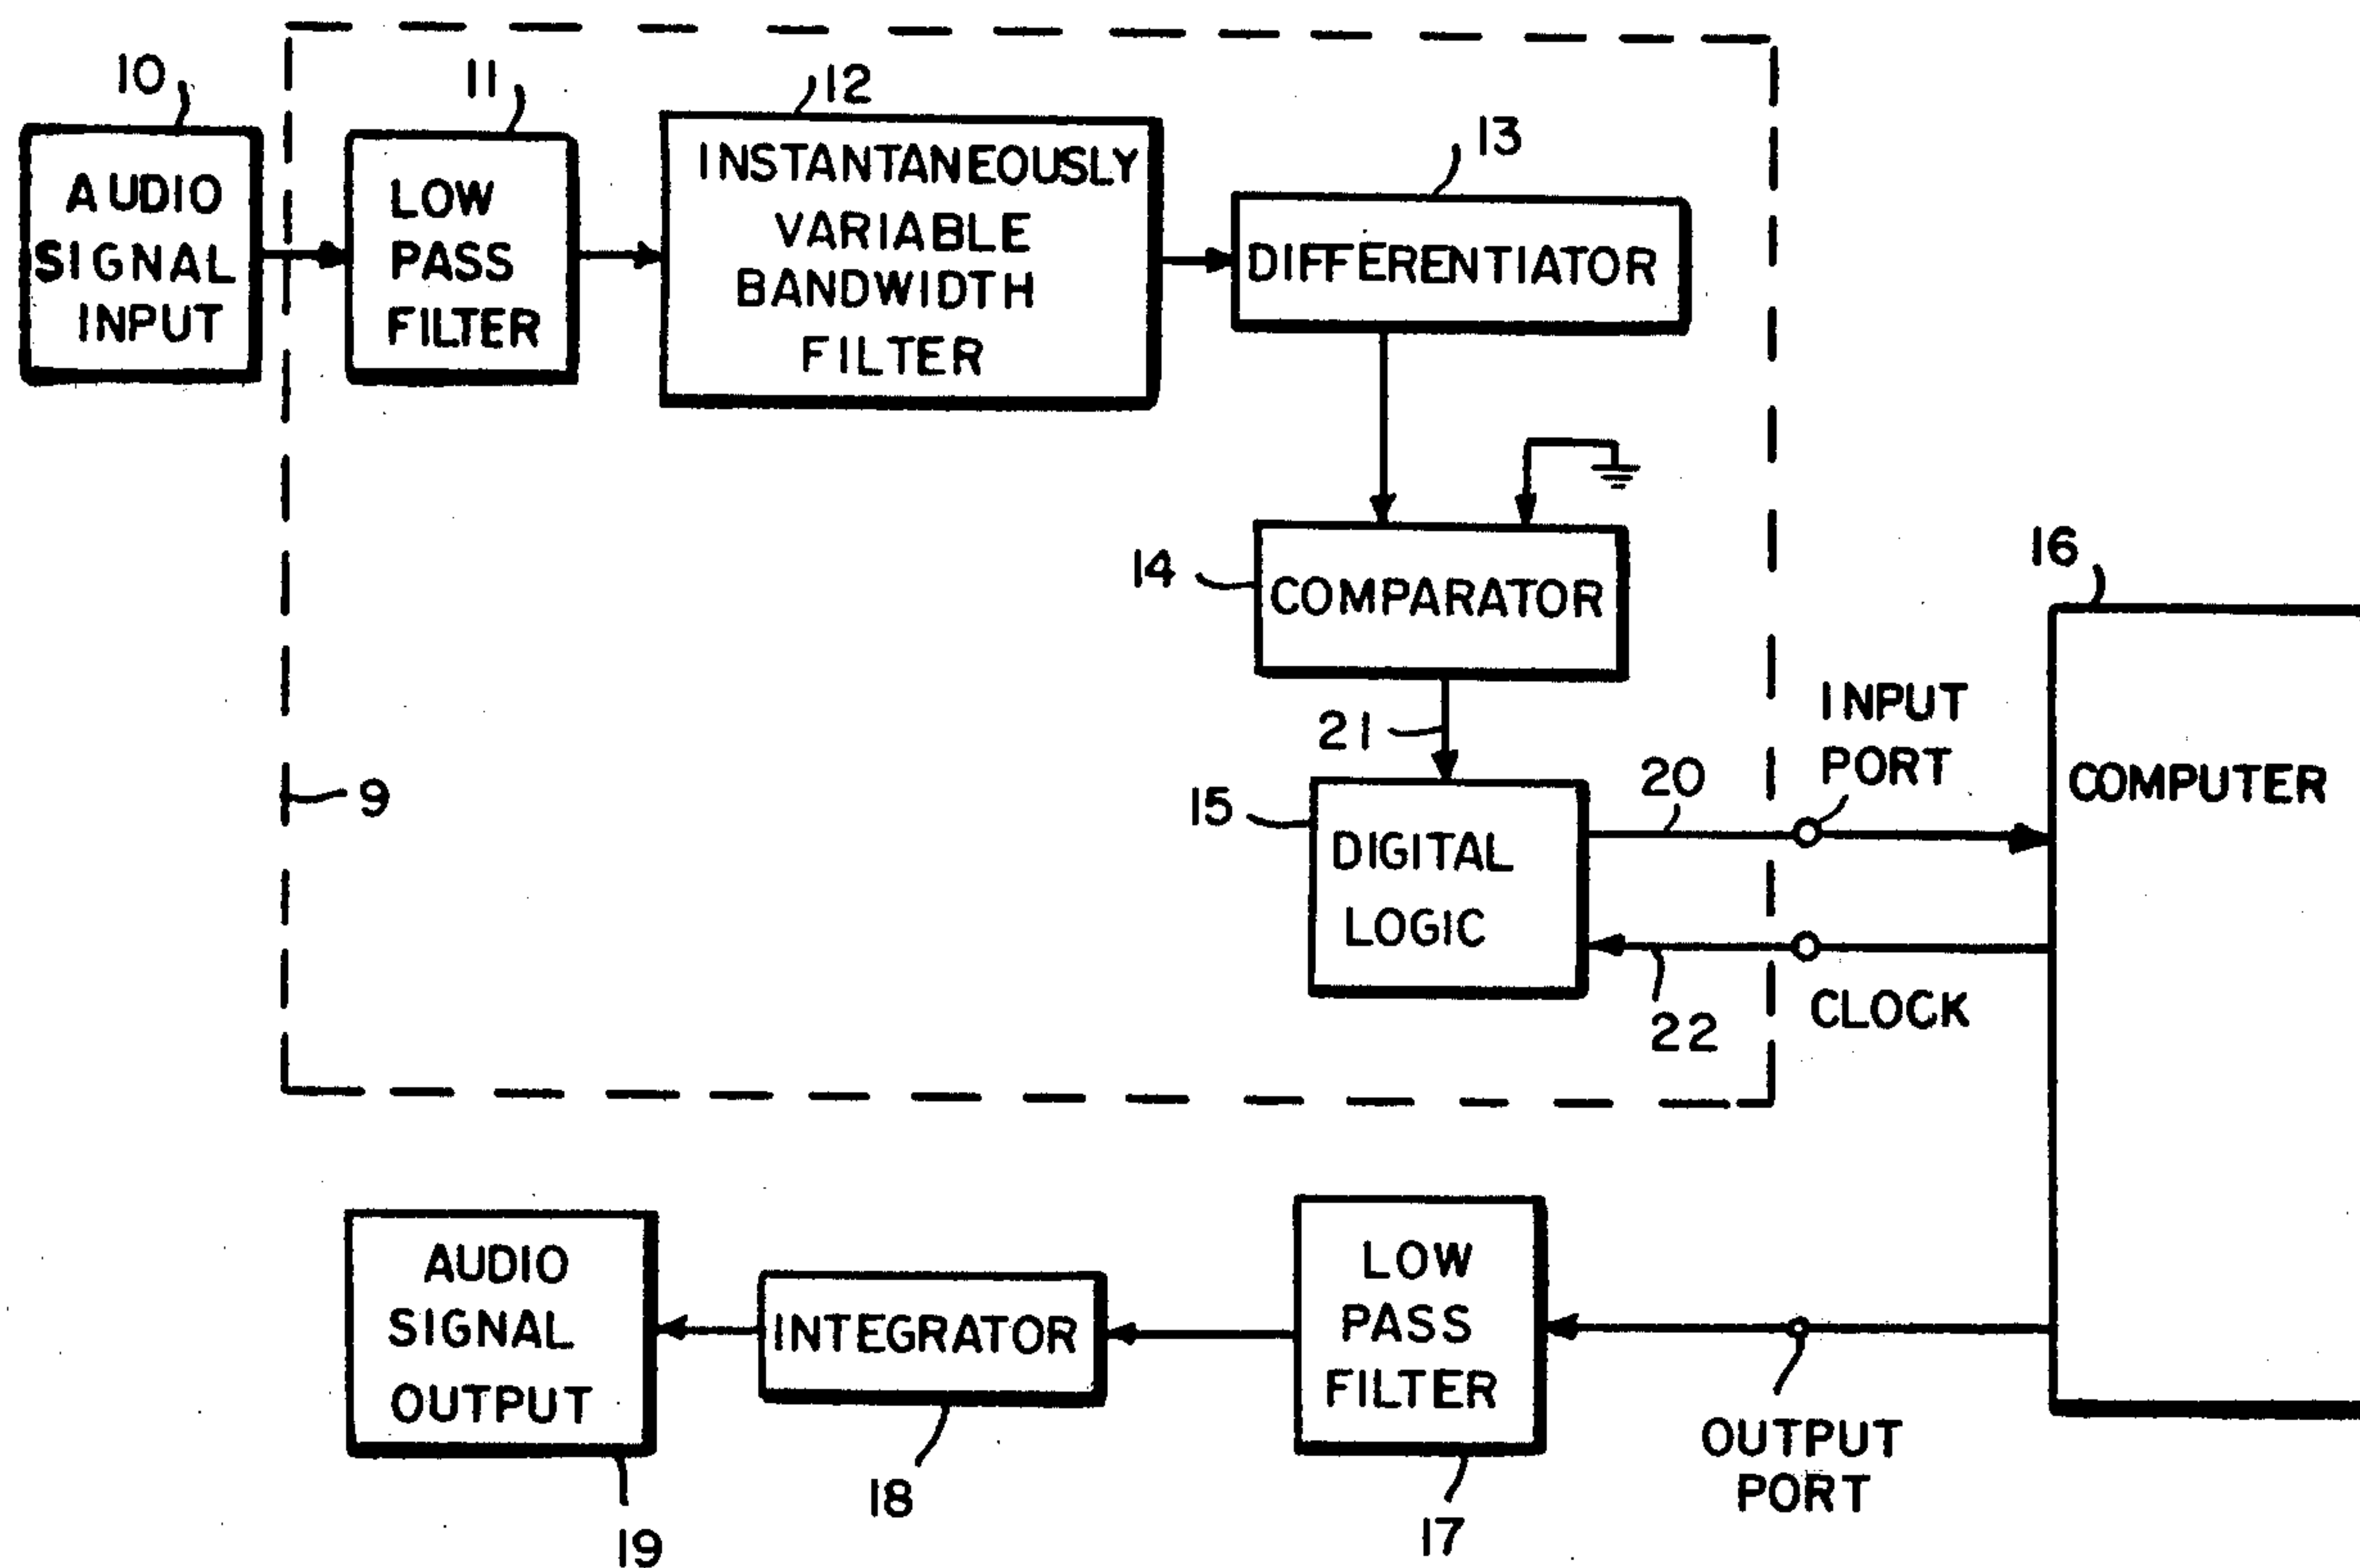 10
11
12
13
AUDIO
SIGNAL
INPUT
LOW
PASS
FILTER
INSTANTANEOUSLY
VARIABLE
BANDWIDTH
FILTER
DIFFERENTIATOR
14
COMPARATOR
16
21
INPUT
PORT
COMPUTER
9
15
20
DIGITAL
LOGIC
22
CLOCK
AUDIO
SIGNAL
OUTPUT
INTEGRATOR
LOW
PASS
FILTER
OUTPUT
PORT
19
18
17